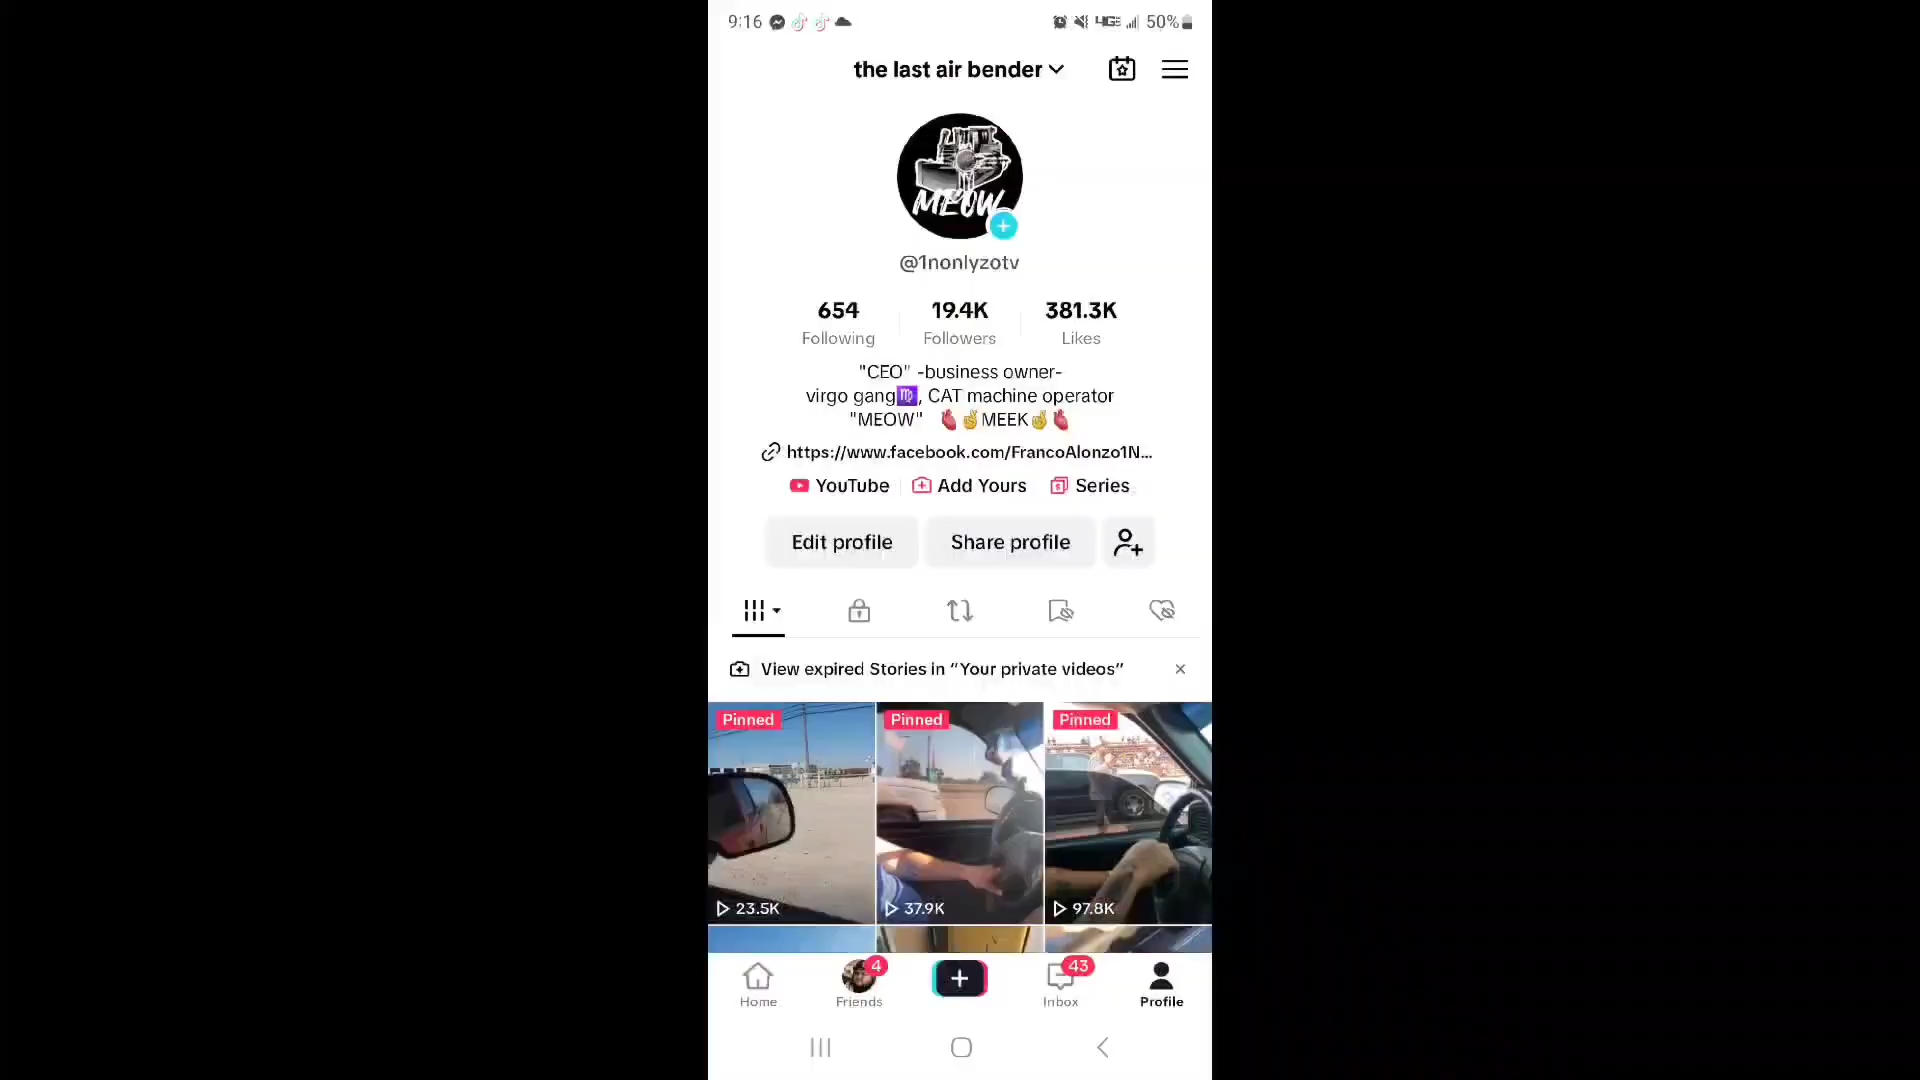 9:16 4GE 50%
the last air bender
MEOW
@1nonlyzotv
654 19.4K 381.3K
Following Followers Likes
"CEO" -business owner-
virgo gang♍, CAT machine operator
"MEOW" 🫀🤞MEEK🤞🫀
https://www.facebook.com/FrancoAlonzo1N...
YouTube Add Yours Series
Edit profile Share profile
View expired Stories in “Your private videos”
Pinned Pinned Pinned
23.5K 37.9K 97.8K
4 43
Home Friends Inbox Profile